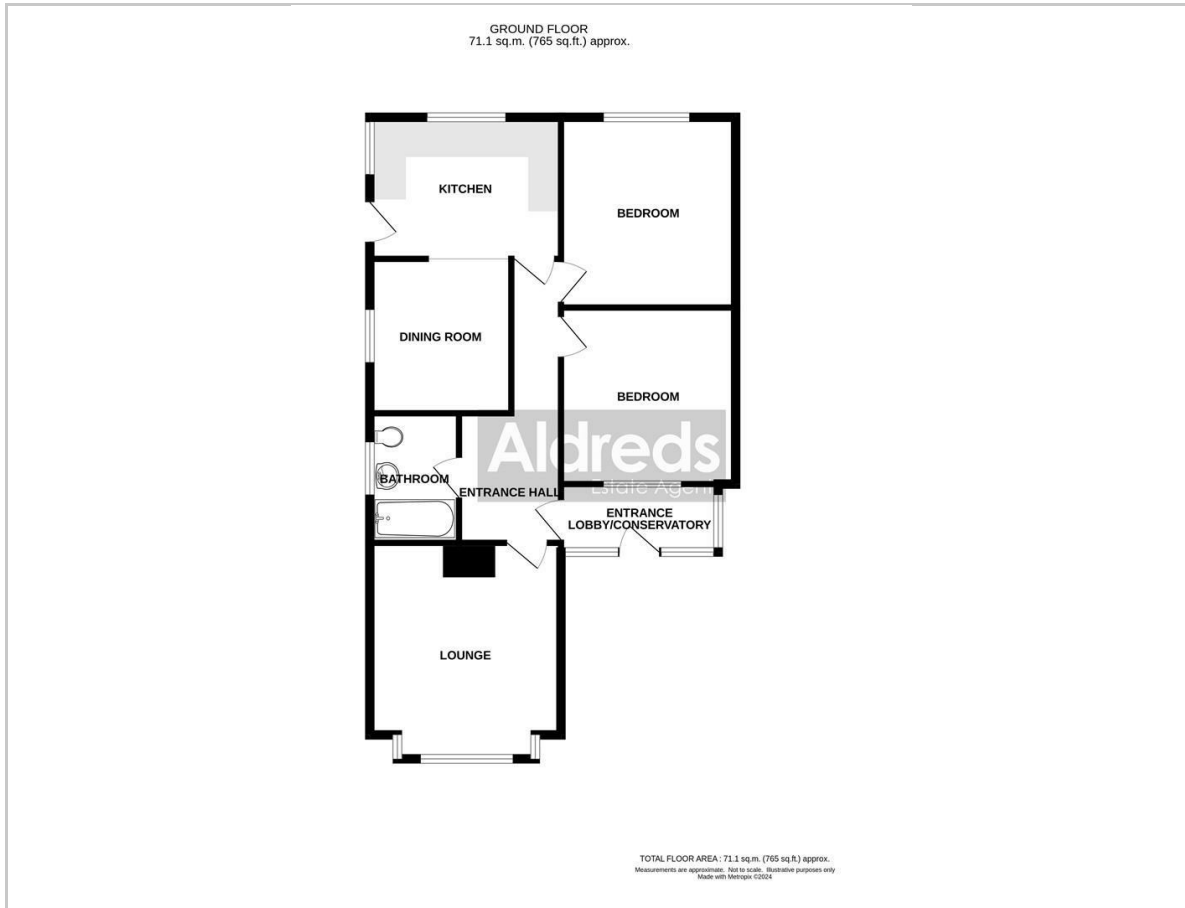 GROUND FLOOR
71.1 sq.m. (765 sq.ft.) approx.
KITCHEN
BEDROOM
DINING ROOM
BEDROOM
Aldreds
Estate Agents
BATHROOM
ENTRANCE HALL
ENTRANCE
LOBBY/CONSERVATORY
LOUNGE
TOTAL FLOOR AREA : 71.1 sq.m. (765 sq.ft.) approx.
Measurements are approximate. Not to scale. Illustrative purposes only
Made with Metropix ©2024